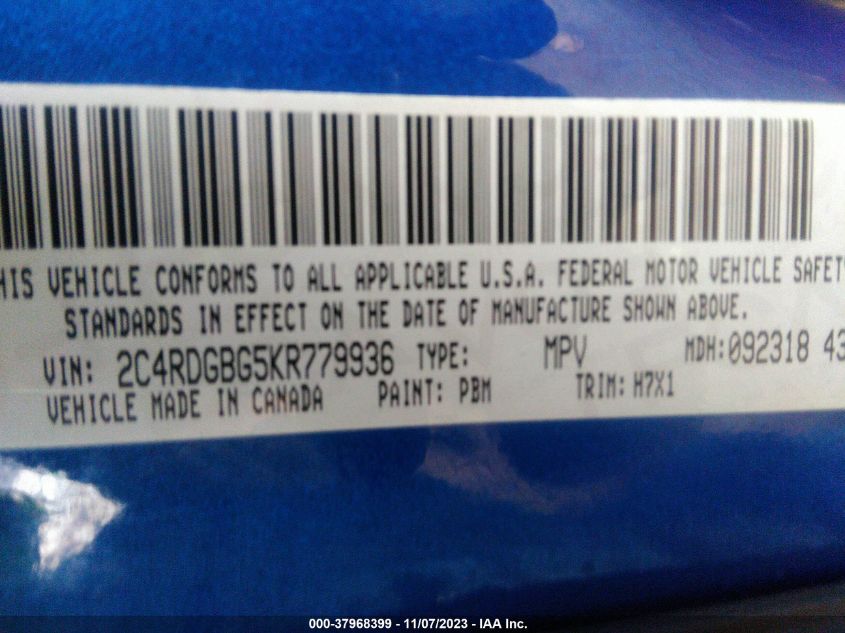 HIS VEHICLE CONFORMS TO ALL APPLICABLE U.S.A. FEDERAL MOTOR VEHICLE SAFETY
STANDARDS IN EFFECT ON THE DATE OF MANUFACTURE SHOWN ABOVE.
VIN: 2C4RDGBG5KR779936 TYPE: MPV MDH: 092318 43
VEHICLE MADE IN CANADA PAINT: PBM TRIM: H7X1
000-37968399 - 11/07/2023 - IAA Inc.